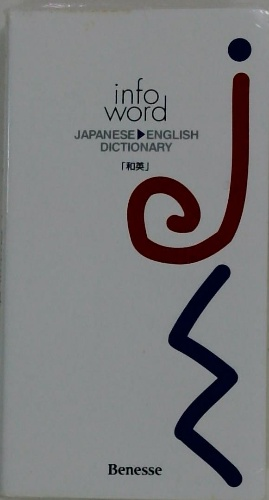 info
word
JAPANESE▶ENGLISH
DICTIONARY
「和英」
Benesse